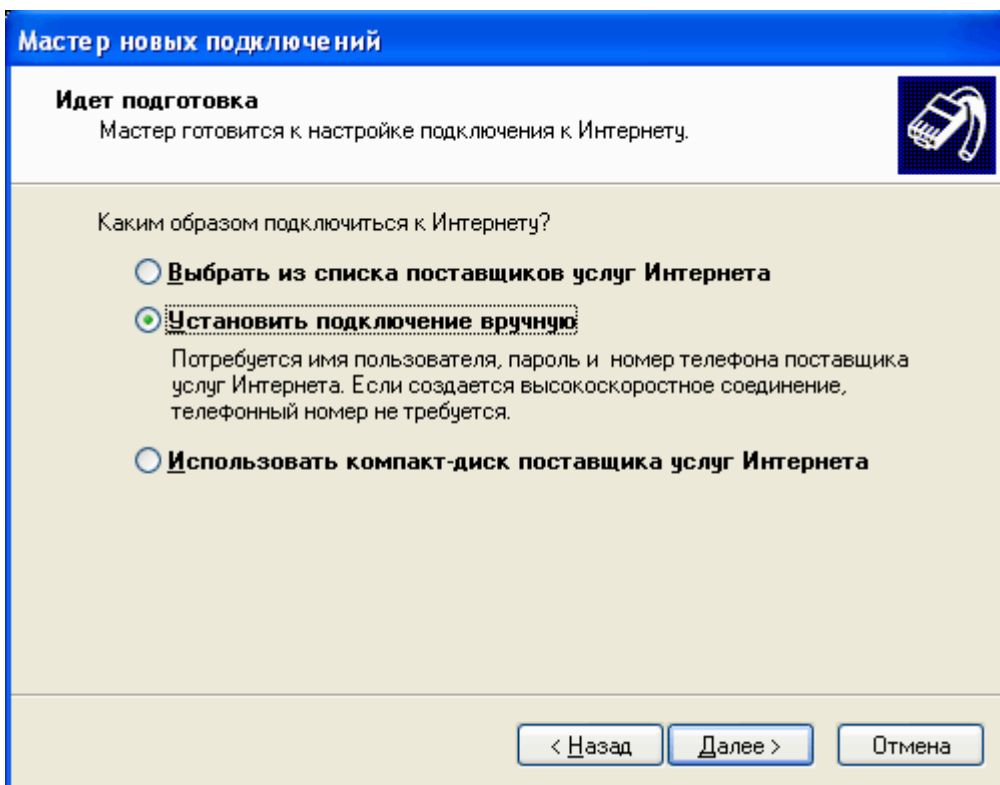 Мастер новых подключений
Идет подготовка
Мастер готовится к настройке подключения к Интернету.
Каким образом подключиться к Интернету?
Выбрать из списка поставщиков услуг Интернета
Установить подключение вручную
Потребуется имя пользователя, пароль и номер телефона поставщика
услуг Интернета. Если создается высокоскоростное соединение,
телефонный номер не требуется.
Использовать компакт-диск поставщика услуг Интернета
< Назад Далее > Отмена